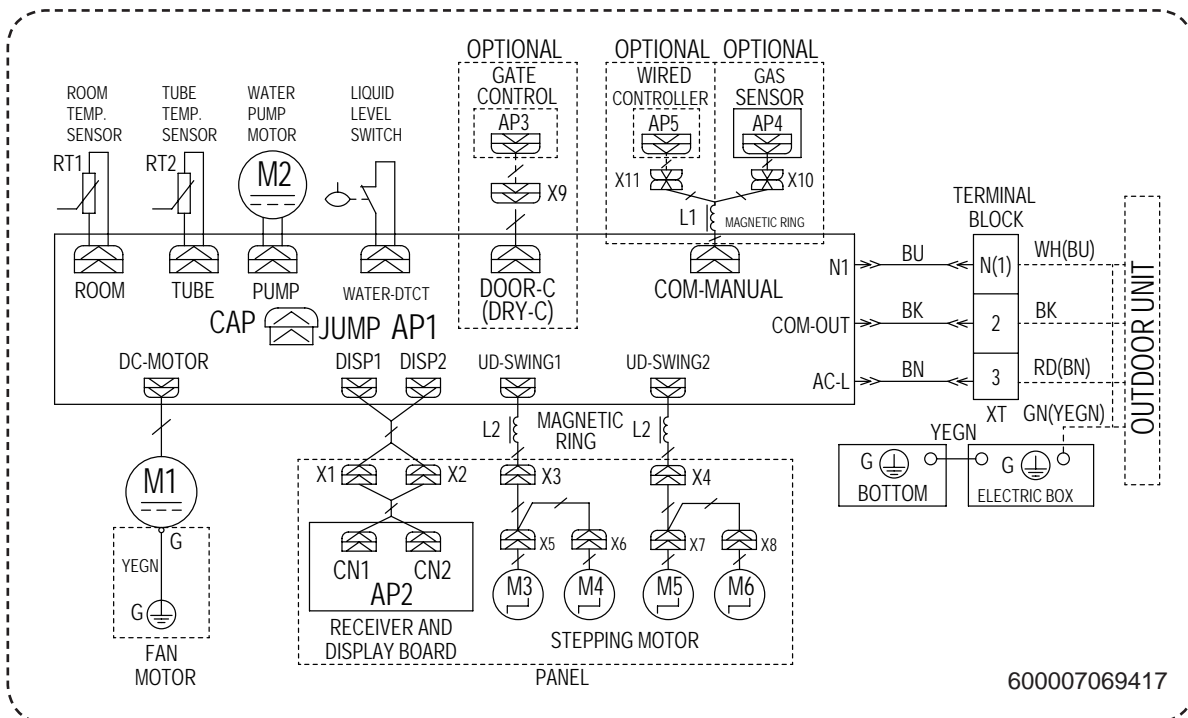 OPTIONAL
OPTIONAL OPTIONAL
ROOM
TEMP.
SENSOR
TUBE
TEMP.
SENSOR
WATER
PUMP
MOTOR
LIQUID
LEVEL
SWITCH
GATE
CONTROL
WIRED
CONTROLLER
GAS
SENSOR
AP3
AP5
AP4
RT1
RT2
M2
X9
X11
X10
L1
MAGNETIC RING
TERMINAL
BLOCK
ROOM
TUBE
PUMP
WATER-DTCT
DOOR-C
(DRY-C)
COM-MANUAL
N1
BU
N(1)
WH(BU)
CAP
JUMP
AP1
COM-OUT
BK
2
BK
DC-MOTOR
DISP1
DISP2
UD-SWING1
UD-SWING2
AC-L
BN
3
RD(BN)
XT
GN(YEGN)
OUTDOOR UNIT
L2
MAGNETIC
RING
L2
YEGN
G
BOTTOM
G
ELECTRIC BOX
M1
G
YEGN
G
FAN
MOTOR
X1
X2
X3
X4
CN1
CN2
AP2
X5
X6
X7
X8
M3
M4
M5
M6
RECEIVER AND
DISPLAY BOARD
STEPPING MOTOR
PANEL
600007069417